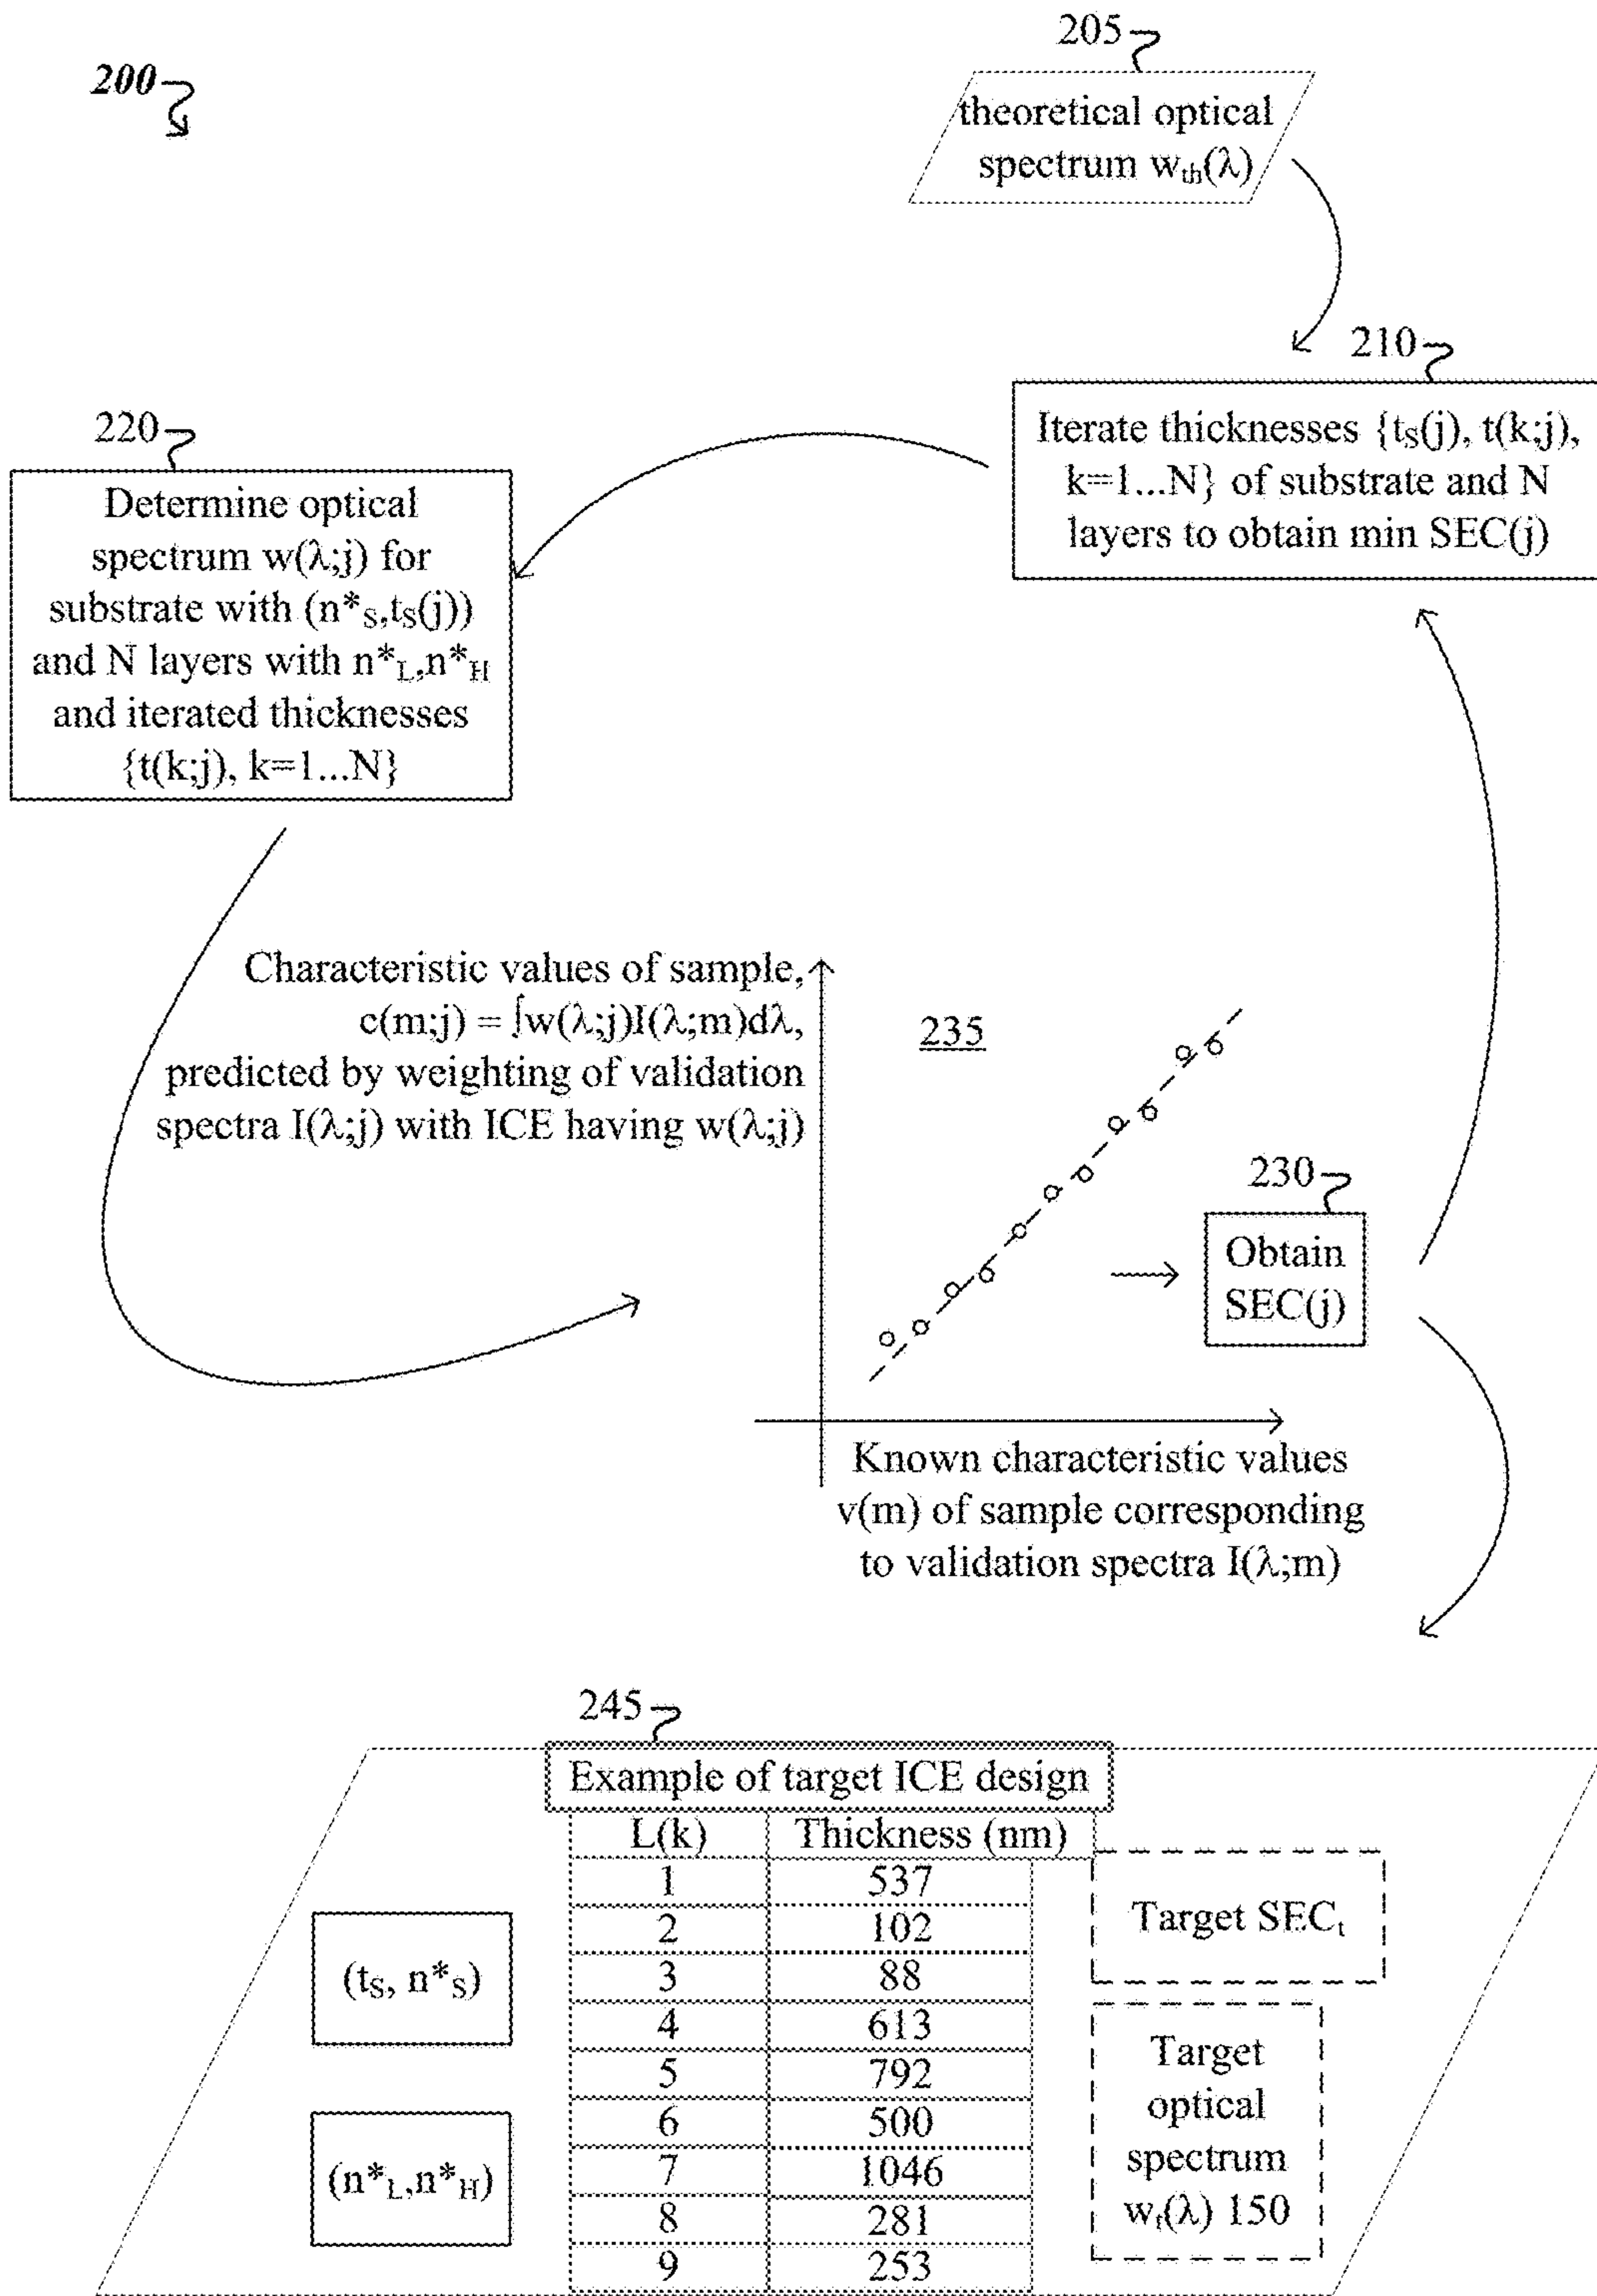 200
205
theoretical optical
spectrum wth(λ)
210
Iterate thicknesses {tS(j), t(k;j),
k=1...N} of substrate and N
layers to obtain min SEC(j)
220
Determine optical
spectrum w(λ;j) for
substrate with (n*S,tS(j))
and N layers with n*L,n*H
and iterated thicknesses
{t(k;j), k=1...N}
Characteristic values of sample,
c(m;j) = ∫w(λ;j)I(λ;m)dλ,
predicted by weighting of validation
spectra I(λ;j) with ICE having w(λ;j)
235
230
Obtain
SEC(j)
Known characteristic values
v(m) of sample corresponding
to validation spectra I(λ;m)
245
Example of target ICE design
L(k) Thickness (nm)
1 537
2 102
3 88
4 613
5 792
6 500
7 1046
8 281
9 253
(tS, n*S)
(n*L,n*H)
Target SECt
Target
optical
spectrum
wt(λ) 150